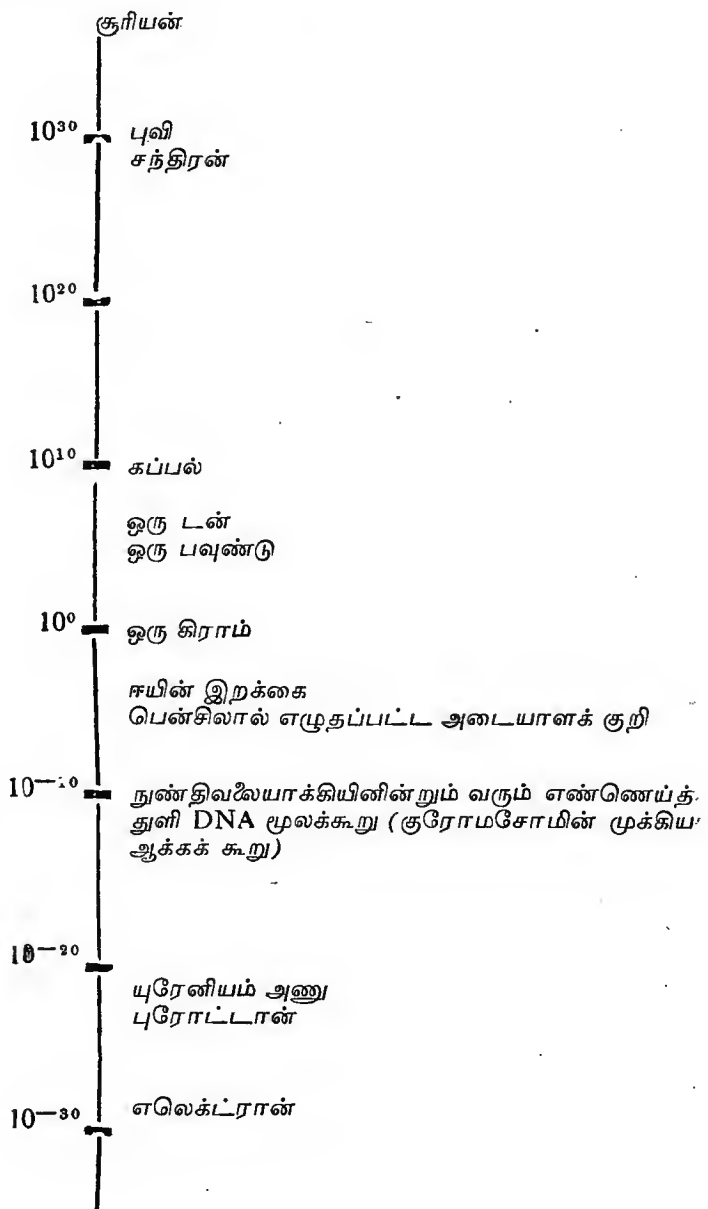 சூரியன்
10³⁰ புவி
சந்திரன்
10²⁰
10¹⁰ கப்பல்
ஒரு டன்
ஒரு பவுண்டு
10⁰ ஒரு கிராம்
ஈயின் இறக்கை
பென்சிலால் எழுதப்பட்ட அடையாளக் குறி
10—¹⁰ நுண்திவலையாக்கியினின்றும் வரும் எண்ணெய்த்
துளி DNA மூலக்கூறு (குரோமசோமின் முக்கிய
ஆக்கக் கூறு)
10—²⁰
யுரேனியம் அணு
புரோட்டான்
10—³⁰ எலெக்ட்ரான்